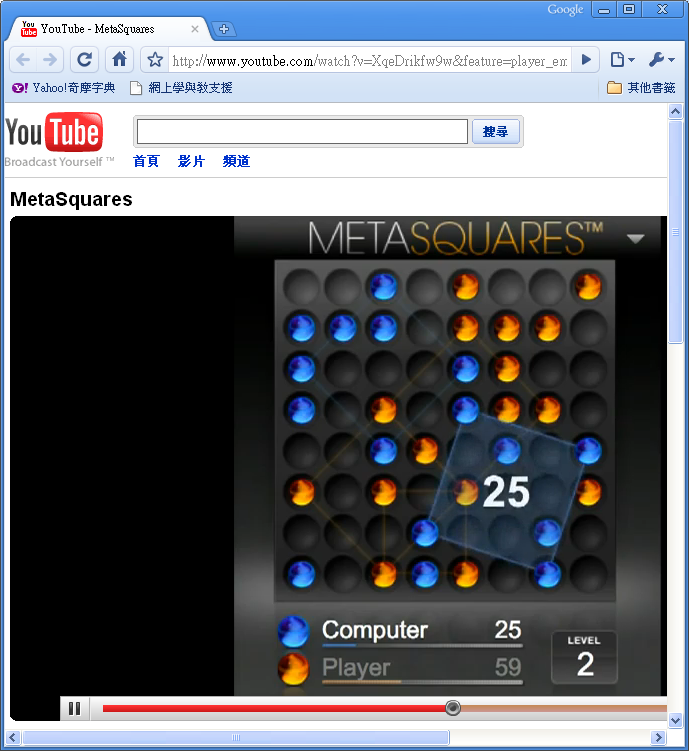 Google
YouTube - MetaSquares
http://www.youtube.com/watch?v=XqeDrikfw9w&feature=player_em
Yahoo!奇摩字典 網上學與教支援 其他書籤
YouTube 搜尋
Broadcast Yourself ™ 首頁 影片 頻道
MetaSquares
METASQUARES™
25
Computer 25
LEVEL
2
Player 59